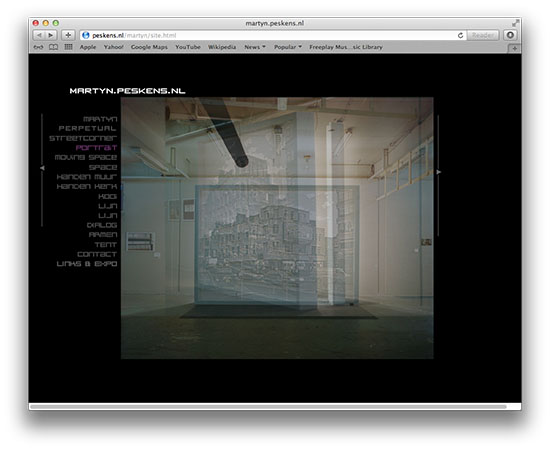 martyn.peskens.nl
peskens.nl/martyn/site.html
Reader
Apple Yahoo! Google Maps YouTube Wikipedia News Popular Freeplay Mus...sic Library
MARTYN.PESKENS.NL
MARTYN
PERPETUAL
STREETCORNER
PORTRAIT
MOVING SPACE
SPACE
HANDEN MUUR
HANDEN KERK
KOOI
LIJN
LIJN
DIALOG
ARMEN
TENT
CONTACT
LINKS & EXPO